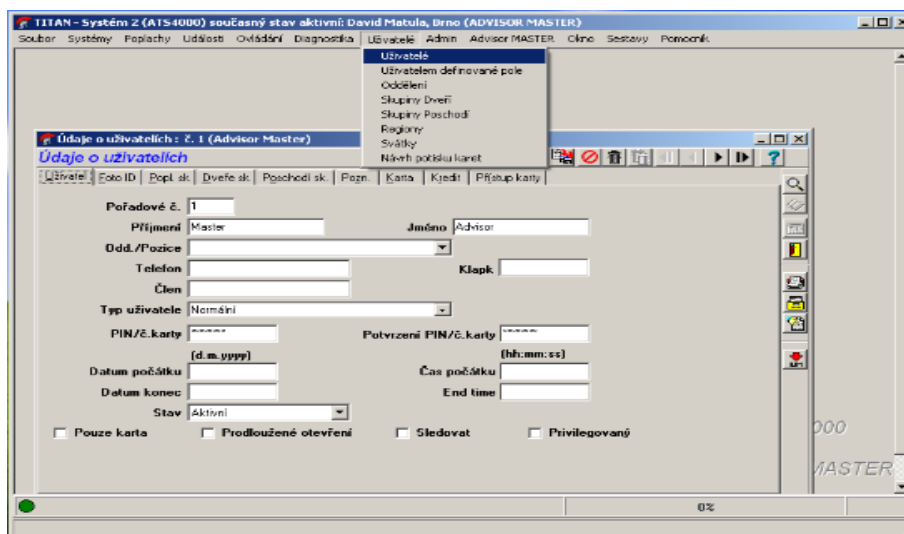 TITAN - Systém 2 (ATS4000) současný stav aktivní: David Matula, Brno (ADVISOR MASTER)
Soubor Systémy Poplachy Události Ovládání Diagnostika Uživatelé Admin Advisor MASTER Okno Sestavy Pomocník
Uživatelé
Uživatelem definované pole
Oddělení
Skupiny Dveří
Skupiny Poschodí
Regiony
Svátky
Návrh potisku karet
Údaje o uživatelích : č. 1 (Advisor Master)
Údaje o uživatelích
Uživatel Foto ID Popl. sk. Dveře sk. Poschodí sk. Pozn. Karta Kredit Přístup karty
Pořadové č. 1
Příjmení Master Jméno Advisor
Odd./Pozice
Telefon Klapk
Člen
Typ uživatele Normální
PIN/č.karty ****** Potvrzení PIN/č.karty ******
(d.m.yyyy) (hh:mm:ss)
Datum počátku Čas počátku
Datum konec End time
Stav Aktivní
Pouze karta Prodloužené otevření Sledovat Privilegovaný
000
MASTER
0%